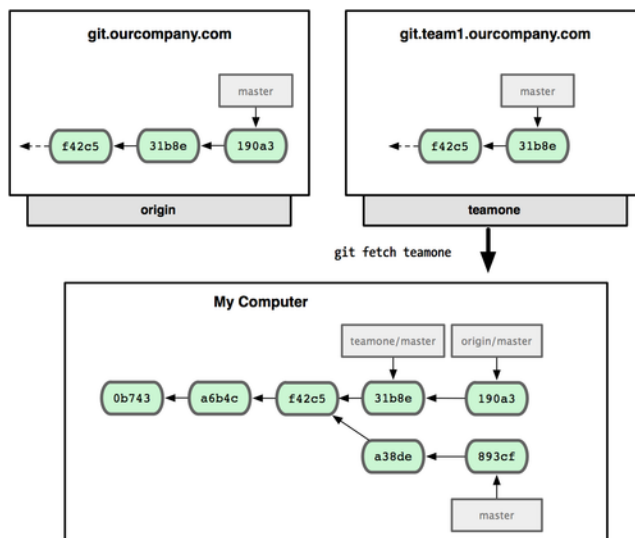 git.ourcompany.com
master
f42c5
31b8e
190a3
origin
git.team1.ourcompany.com
master
f42c5
31b8e
teamone
git fetch teamone
My Computer
teamone/master
origin/master
0b743
a6b4c
f42c5
31b8e
190a3
a38de
893cf
master